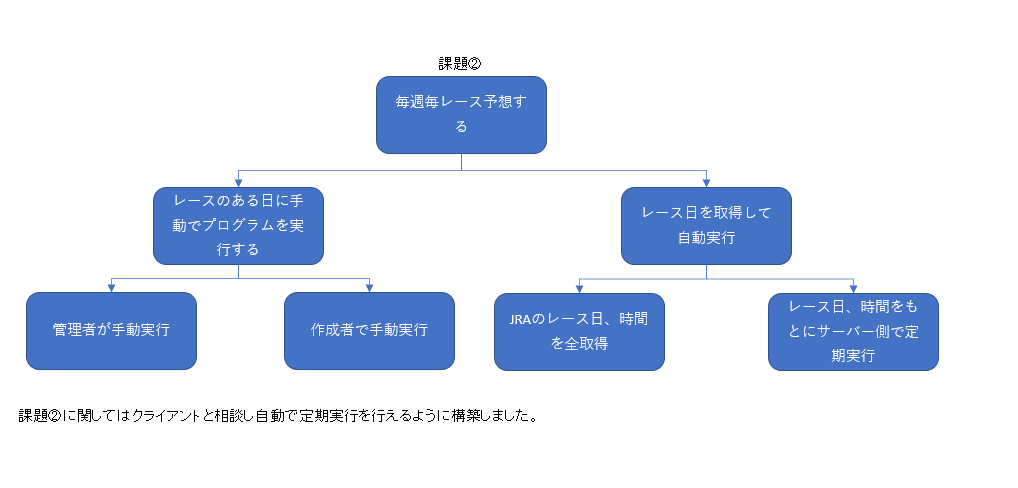 課題②
毎週毎レース予想す
る
レースのある日に手
動でプログラムを実
行する
レース日を取得して
自動実行
管理者が手動実行
作成者で手動実行
JRAのレース日、時間
を全取得
レース日、時間をも
とにサーバー側で定
期実行
課題②に関してはクライアントと相談し自動で定期実行を行えるように構築しました。